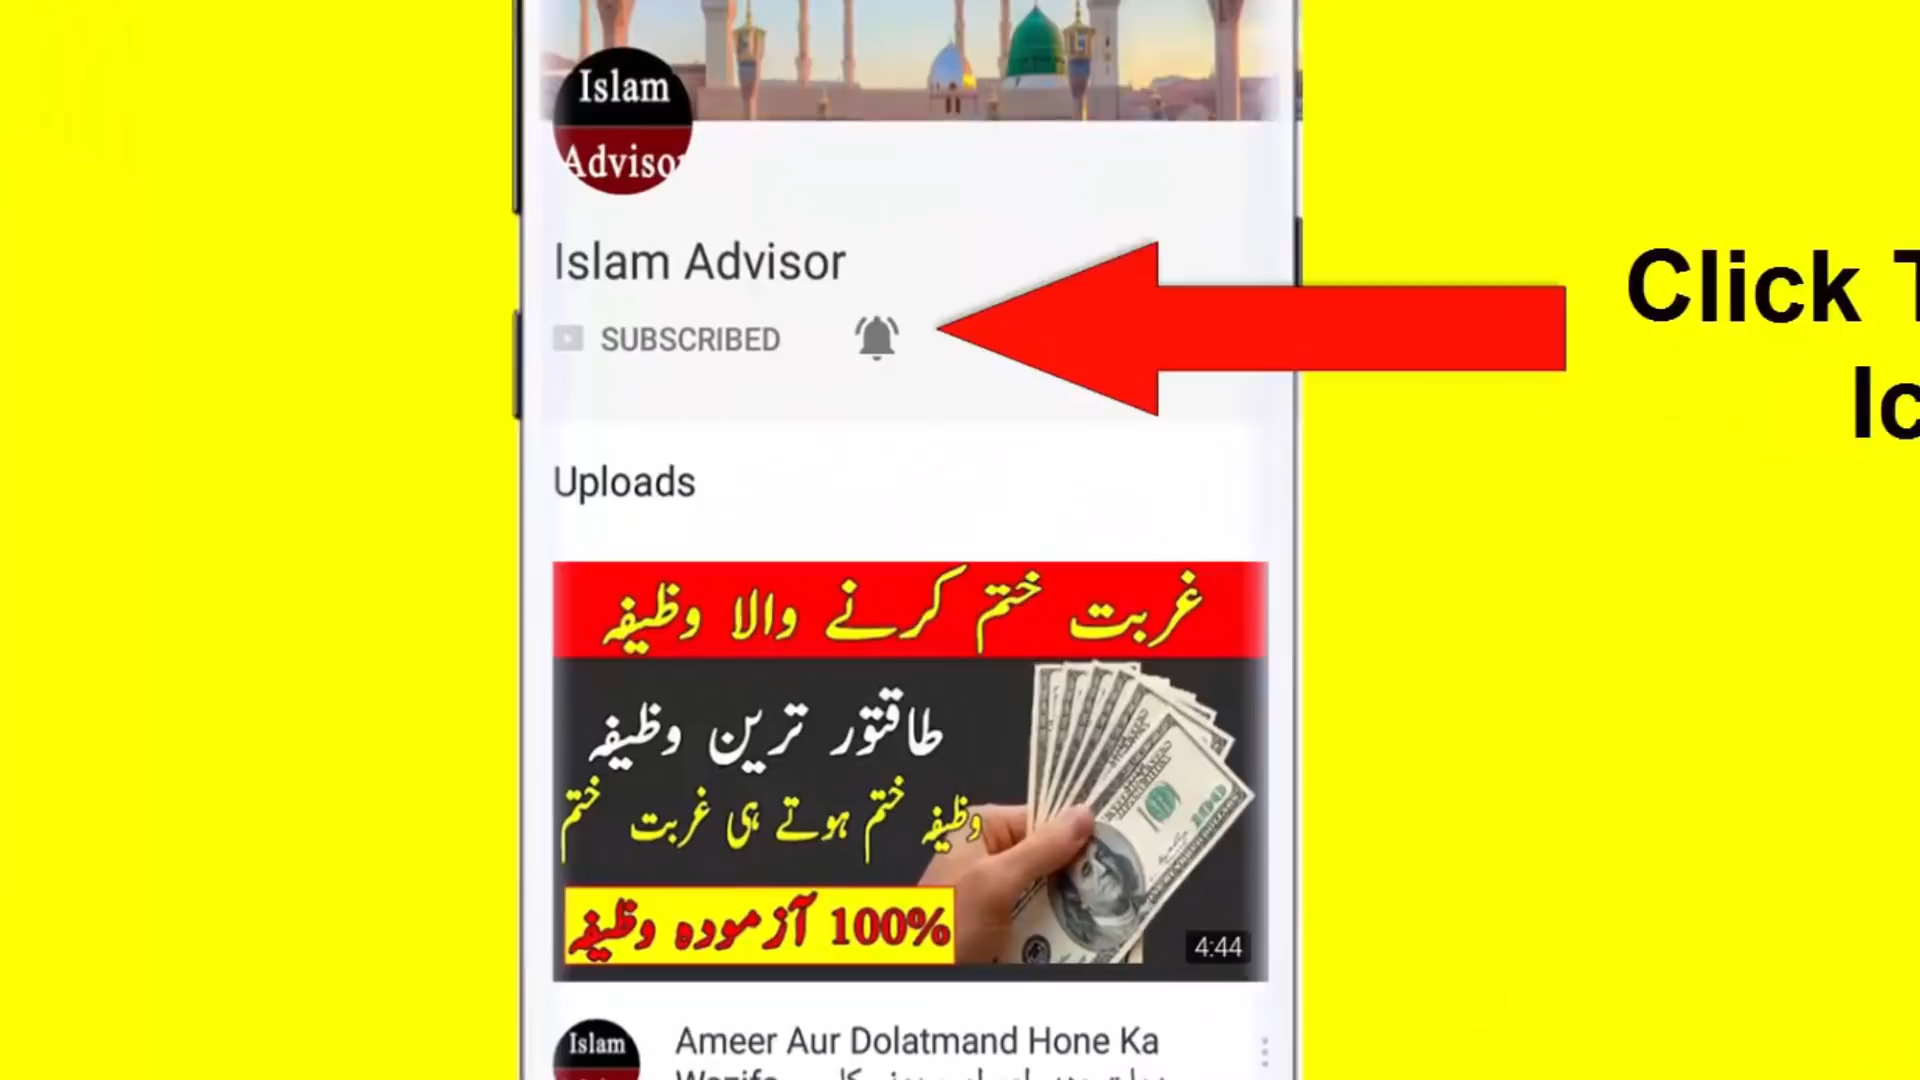 Islam
Advisor
Islam Advisor
SUBSCRIBED
Click
Uploads
غربت ختم کرنے والا وظیفہ
طاقتور ترین وظیفہ
وظیفہ ختم ہوتے ہی غربت ختم
100% آزمودہ وظیفہ
4:44
Islam
Ameer Aur Dolatmand Hone Ka
Wazifa